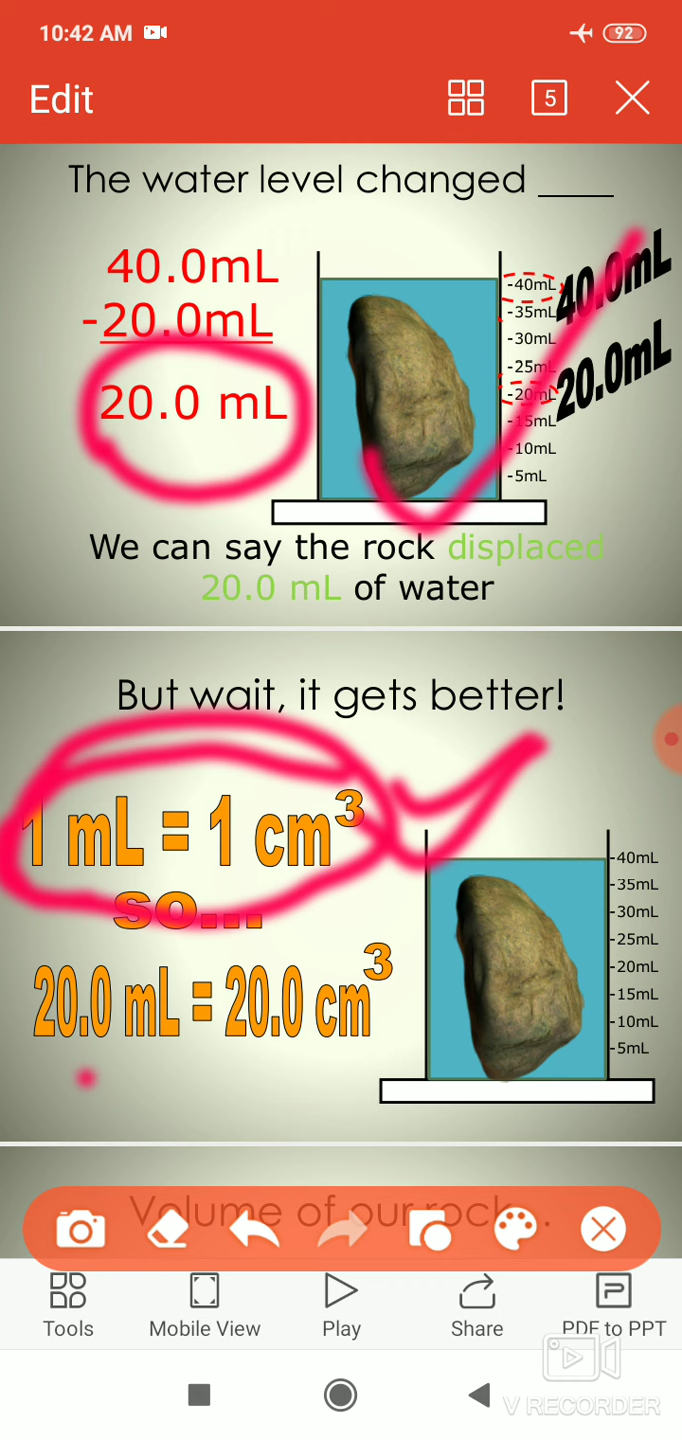 10:42 AM
92
Edit
5
The water level changed ____
40.0mL
-20.0mL
20.0 mL
-40mL
-35mL
-30mL
-25mL
-20mL
-15mL
-10mL
-5mL
40.0mL
20.0mL
We can say the rock displaced
20.0 mL of water
But wait, it gets better!
1 mL = 1 cm³
so...
20.0 mL = 20.0 cm³
-40mL
-35mL
-30mL
-25mL
-20mL
-15mL
-10mL
-5mL
Volume of our rock...
Tools
Mobile View
Play
Share
PDF to PPT
V RECORDER